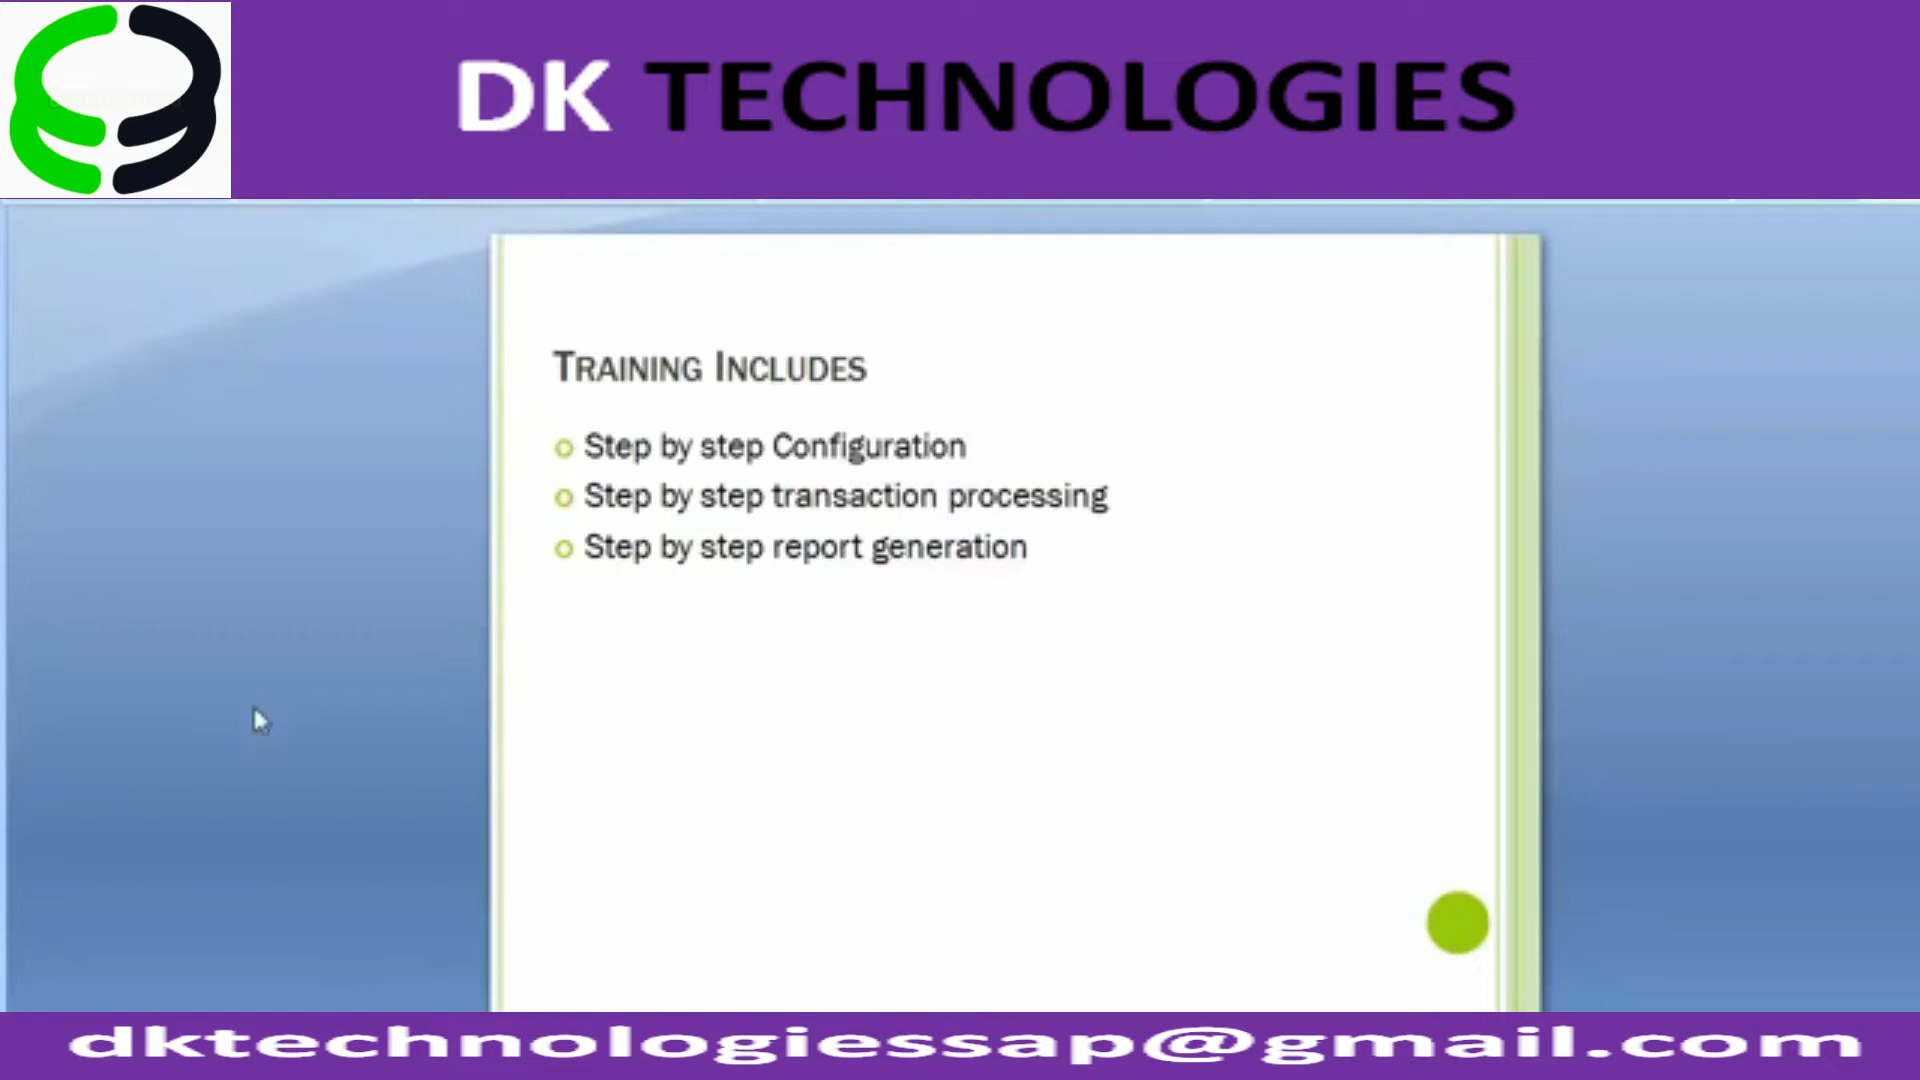 DK TECHNOLOGIES
TRAINING INCLUDES
Step by step Configuration
Step by step transaction processing
Step by step report generation
dktechnologiessap@gmail.com